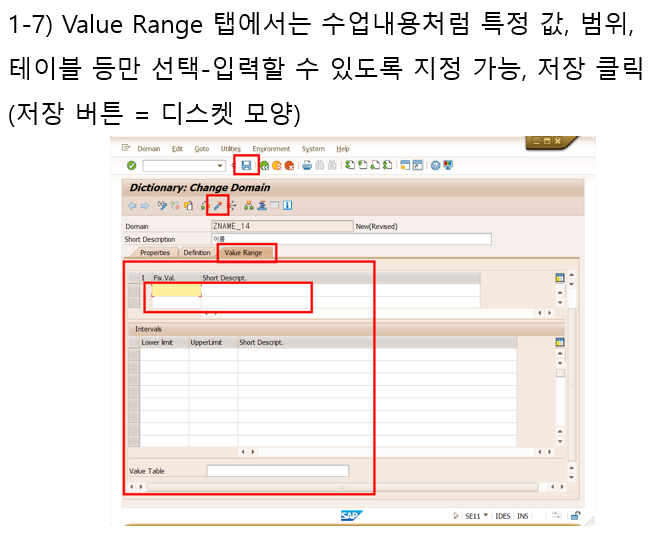 1-7) Value Range 탭에서는 수업내용처럼 특정 값, 범위,
테이블 등만 선택-입력할 수 있도록 지정 가능, 저장 클릭
(저장 버튼 = 디스켓 모양)
Domain Edit Goto Utilities Environment System Help
Dictionary: Change Domain
Domain ZNAME_14 New(Revised)
Short Description 이름
Properties Definition Value Range
I Fix.Val. Short Descript.
Intervals
Lower limit UpperLimit Short Descript.
Value Table
SAP SE11 IDES INS